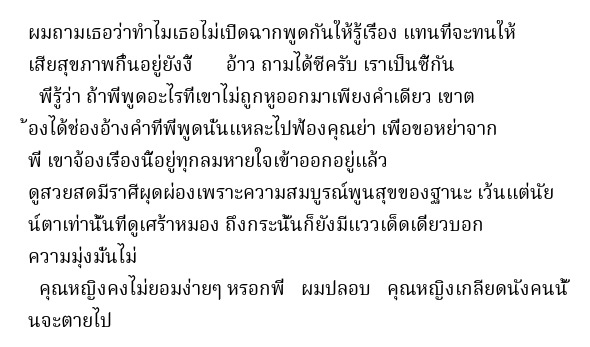 ผมถามเธอว่าทำไมเธอไม่เปิดฉากพูดกันให้รู้เรื่อง แทนที่จะทนให้
เสียสุขภาพกื๋นอยู่ยังงี้ อ้าว ถามได้ซีครับ เราเป็นซี้กัน
พี่รู้ว่า ถ้าพี่พูดอะไรที่เขาไม่ถูกหูออกมาเพียงคำเดียว เขาต
้องได้ช่องอ้างคำที่พี่พูดนั่นแหละไปฟ้องคุณย่า เพื่อขอหย่าจาก
พี่ เขาจ้องเรื่องนี้อยู่ทุกลมหายใจเข้าออกอยู่แล้ว
ดูสวยสดมีราศีผุดผ่องเพราะความสมบูรณ์พูนสุขของฐานะ เว้นแต่นัย
น์ตาเท่านั้นที่ดูเศร้าหมอง ถึงกระนั้นก็ยังมีแววเด็ดเดี่ยวบอก
ความมุ่งมั่นไม่
คุณหญิงคงไม่ยอมง่ายๆ หรอกพี่ ผมปลอบ คุณหญิงเกลียดนังคนนั้
นจะตายไป